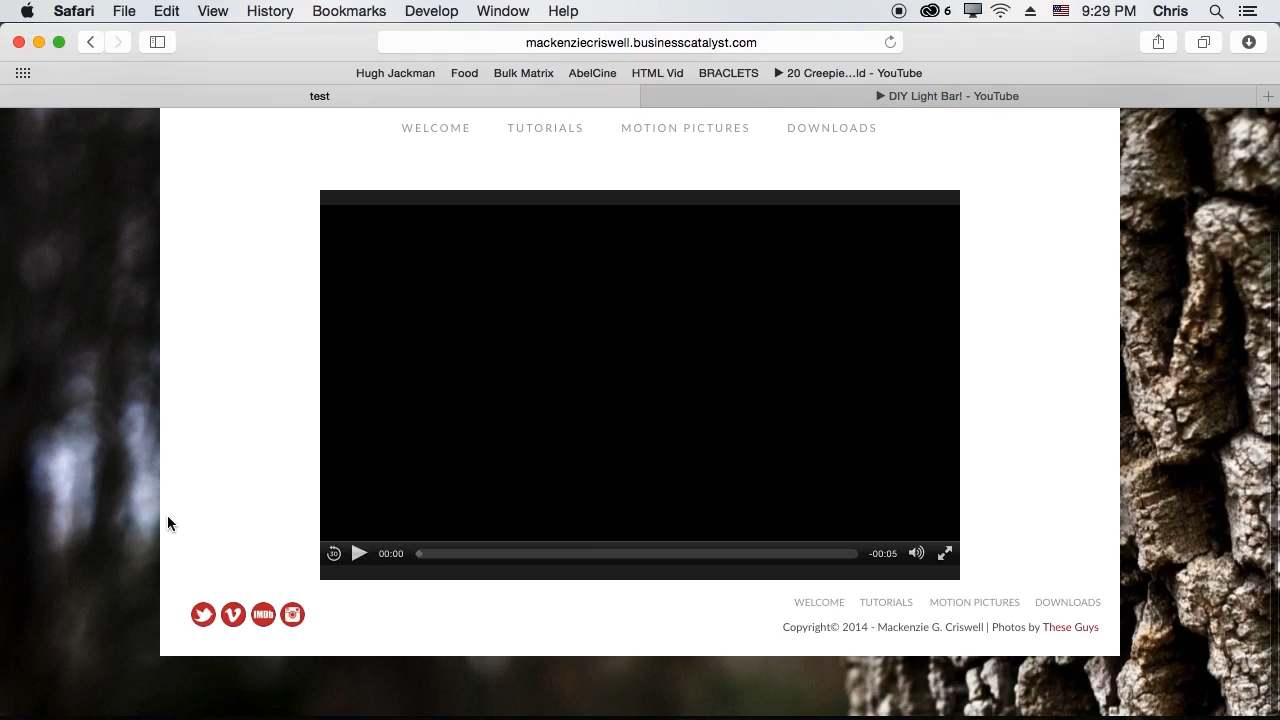 Safari File Edit View History Bookmarks Develop Window Help 6 9:29 PM Chris
mackenziecriswell.businesscatalyst.com
Hugh Jackman Food Bulk Matrix AbelCine HTML Vid BRACLETS ▶ 20 Creepie...ld - YouTube
test ▶ DIY Light Bar! - YouTube
WELCOME TUTORIALS MOTION PICTURES DOWNLOADS
30 00:00 -00:05
IMDb
WELCOME TUTORIALS MOTION PICTURES DOWNLOADS
Copyright© 2014 - Mackenzie G. Criswell | Photos by These Guys